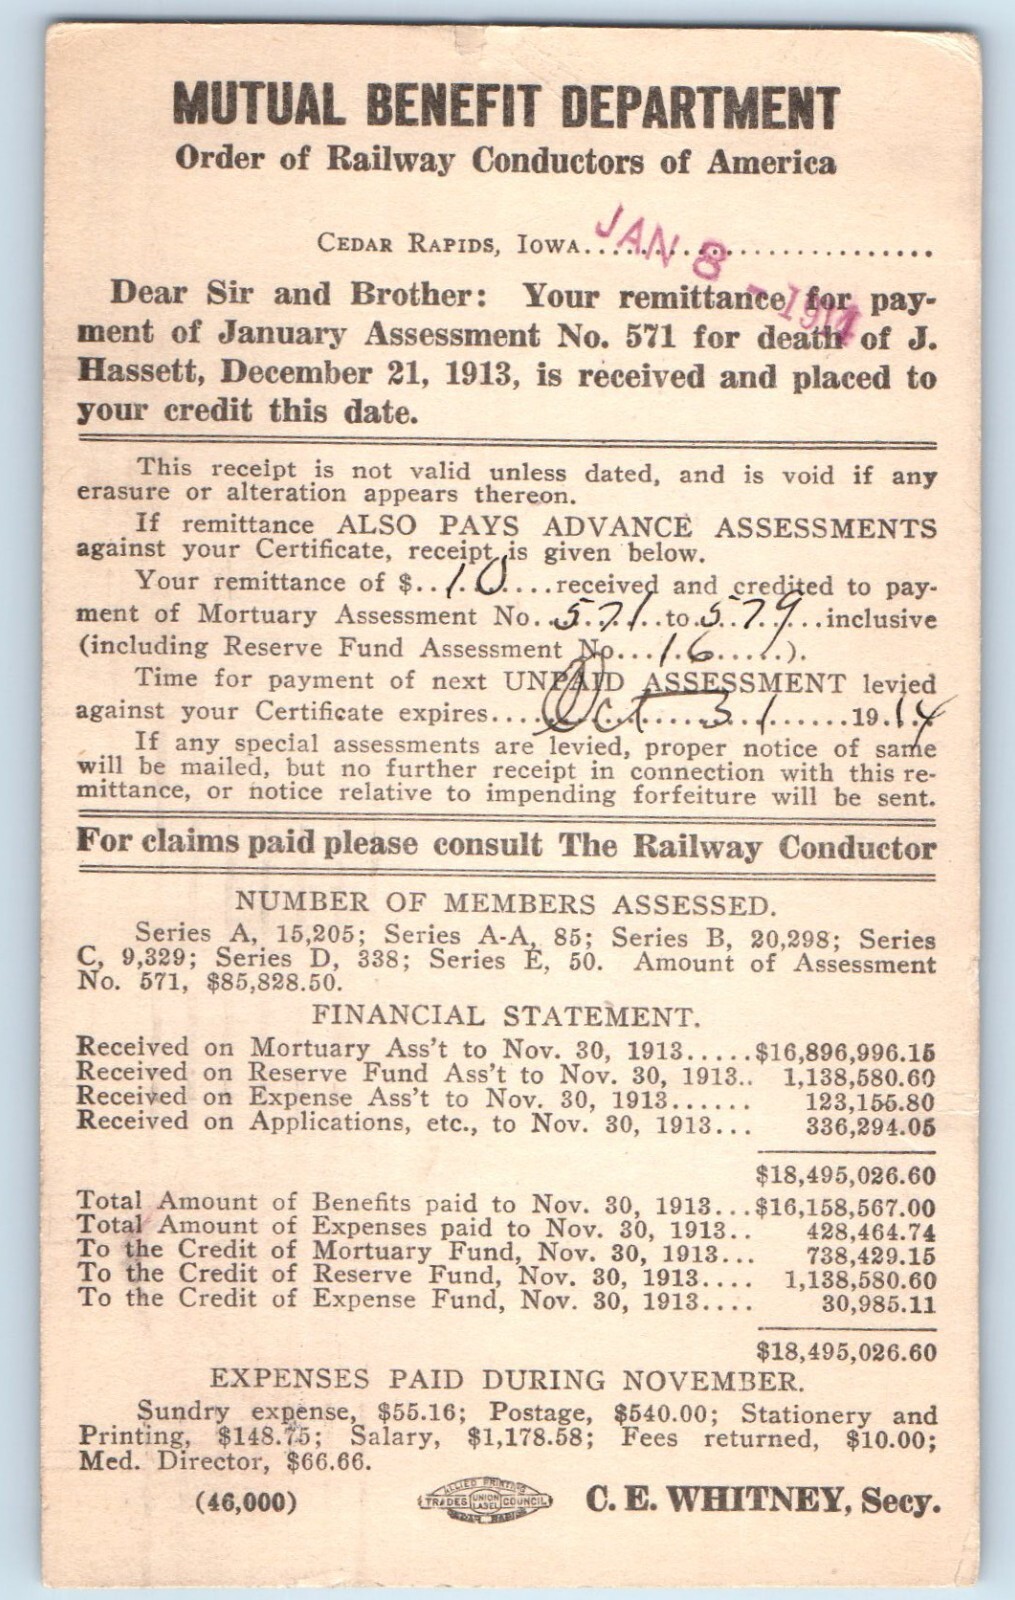 MUTUAL BENEFIT DEPARTMENT
Order of Railway Conductors of America
CEDAR RAPIDS, IOWA.... JAN 8 - 1914
Dear Sir and Brother: Your remittance for pay-
ment of January Assessment No. 571 for death of J.
Hassett, December 21, 1913, is received and placed to
your credit this date.
This receipt is not valid unless dated, and is void if any
erasure or alteration appears thereon.
If remittance ALSO PAYS ADVANCE ASSESSMENTS
against your Certificate, receipt is given below.
Your remittance of $..10....received and credited to pay-
ment of Mortuary Assessment No..571..to.579...inclusive
(including Reserve Fund Assessment No...16.....).
Time for payment of next UNPAID ASSESSMENT levied
against your Certificate expires....Oct.....31......1914
If any special assessments are levied, proper notice of same
will be mailed, but no further receipt in connection with this re-
mittance, or notice relative to impending forfeiture will be sent.
For claims paid please consult The Railway Conductor
NUMBER OF MEMBERS ASSESSED.
Series A, 15,205; Series A-A, 85; Series B, 20,298; Series
C, 9,329; Series D, 338; Series E, 50. Amount of Assessment
No. 571, $85,828.50.
FINANCIAL STATEMENT.
Received on Mortuary Ass't to Nov. 30, 1913.....$16,896,996.15
Received on Reserve Fund Ass't to Nov. 30, 1913.. 1,138,580.60
Received on Expense Ass't to Nov. 30, 1913...... 123,155.80
Received on Applications, etc., to Nov. 30, 1913... 336,294.05
$18,495,026.60
Total Amount of Benefits paid to Nov. 30, 1913...$16,158,567.00
Total Amount of Expenses paid to Nov. 30, 1913.. 428,464.74
To the Credit of Mortuary Fund, Nov. 30, 1913... 738,429.15
To the Credit of Reserve Fund, Nov. 30, 1913.... 1,138,580.60
To the Credit of Expense Fund, Nov. 30, 1913.... 30,985.11
$18,495,026.60
EXPENSES PAID DURING NOVEMBER.
Sundry expense, $55.16; Postage, $540.00; Stationery and
Printing, $148.75; Salary, $1,178.58; Fees returned, $10.00;
Med. Director, $66.66.
(46,000)
ALLIED PRINTING
TRADES UNION LABEL COUNCIL
CEDAR RAPIDS
C. E. WHITNEY, Secy.